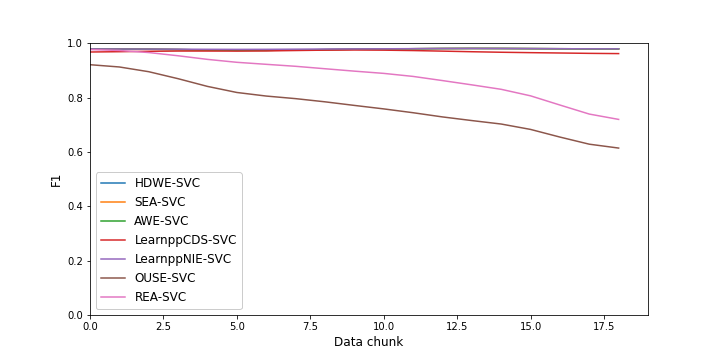 1.0
0.8
0.6
0.4
0.2
0.0
F1
HDWE-SVC
SEA-SVC
AWE-SVC
LearnppCDS-SVC
LearnppNIE-SVC
OUSE-SVC
REA-SVC
0.0 2.5 5.0 7.5 10.0 12.5 15.0 17.5
Data chunk